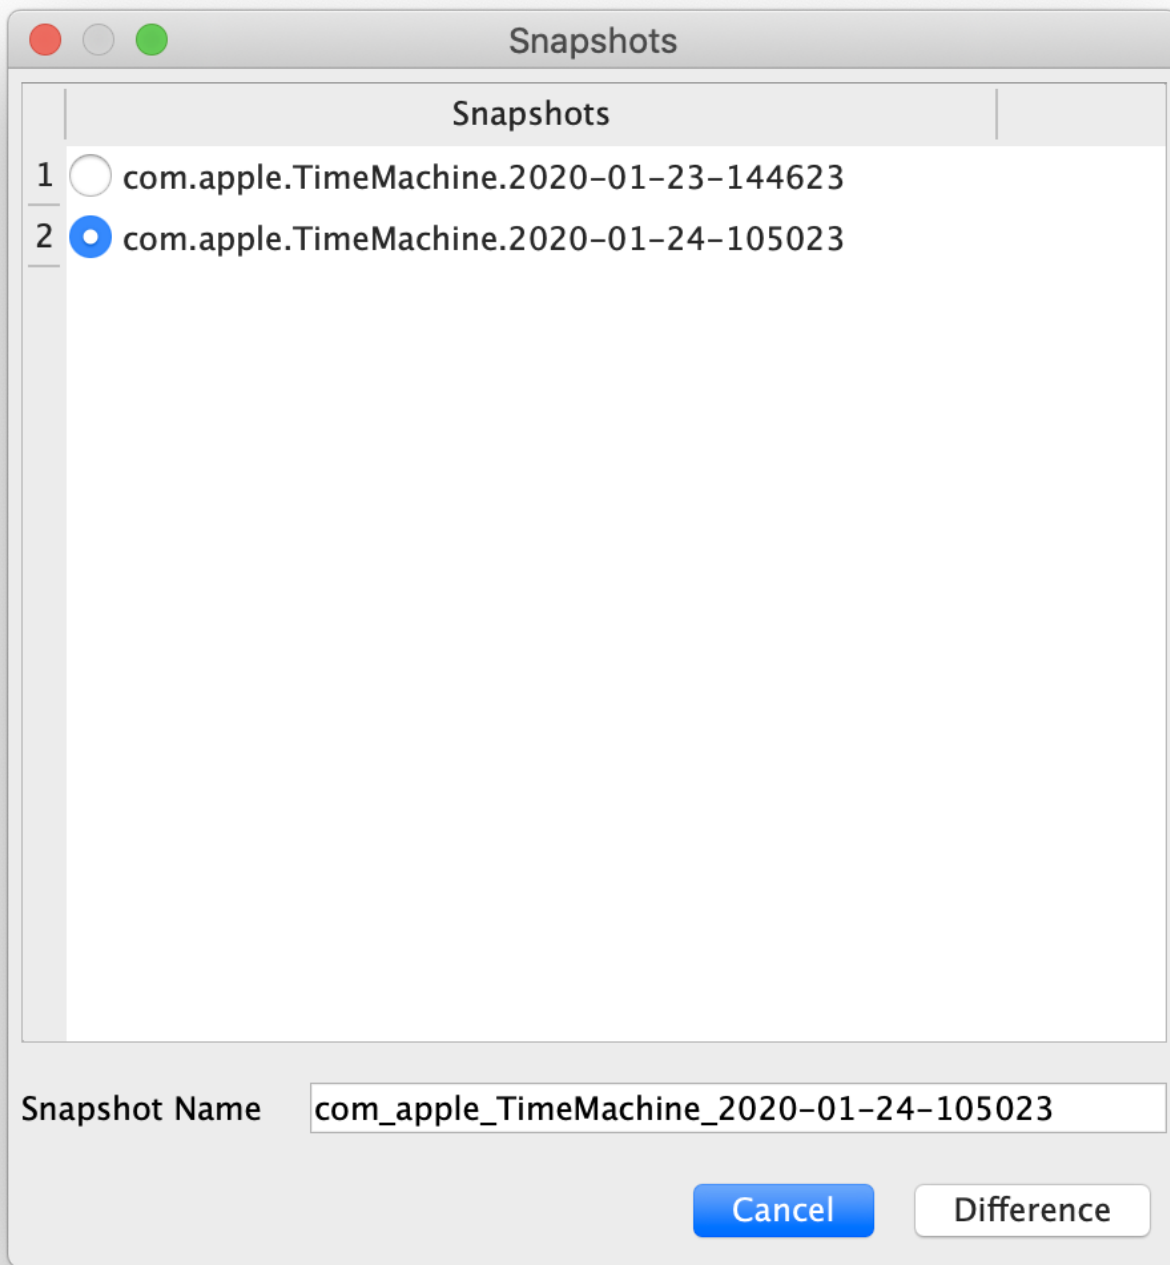 Snapshots
Snapshots
1 com.apple.TimeMachine.2020-01-23-144623
2 com.apple.TimeMachine.2020-01-24-105023
Snapshot Name com_apple_TimeMachine_2020-01-24-105023
Cancel Difference